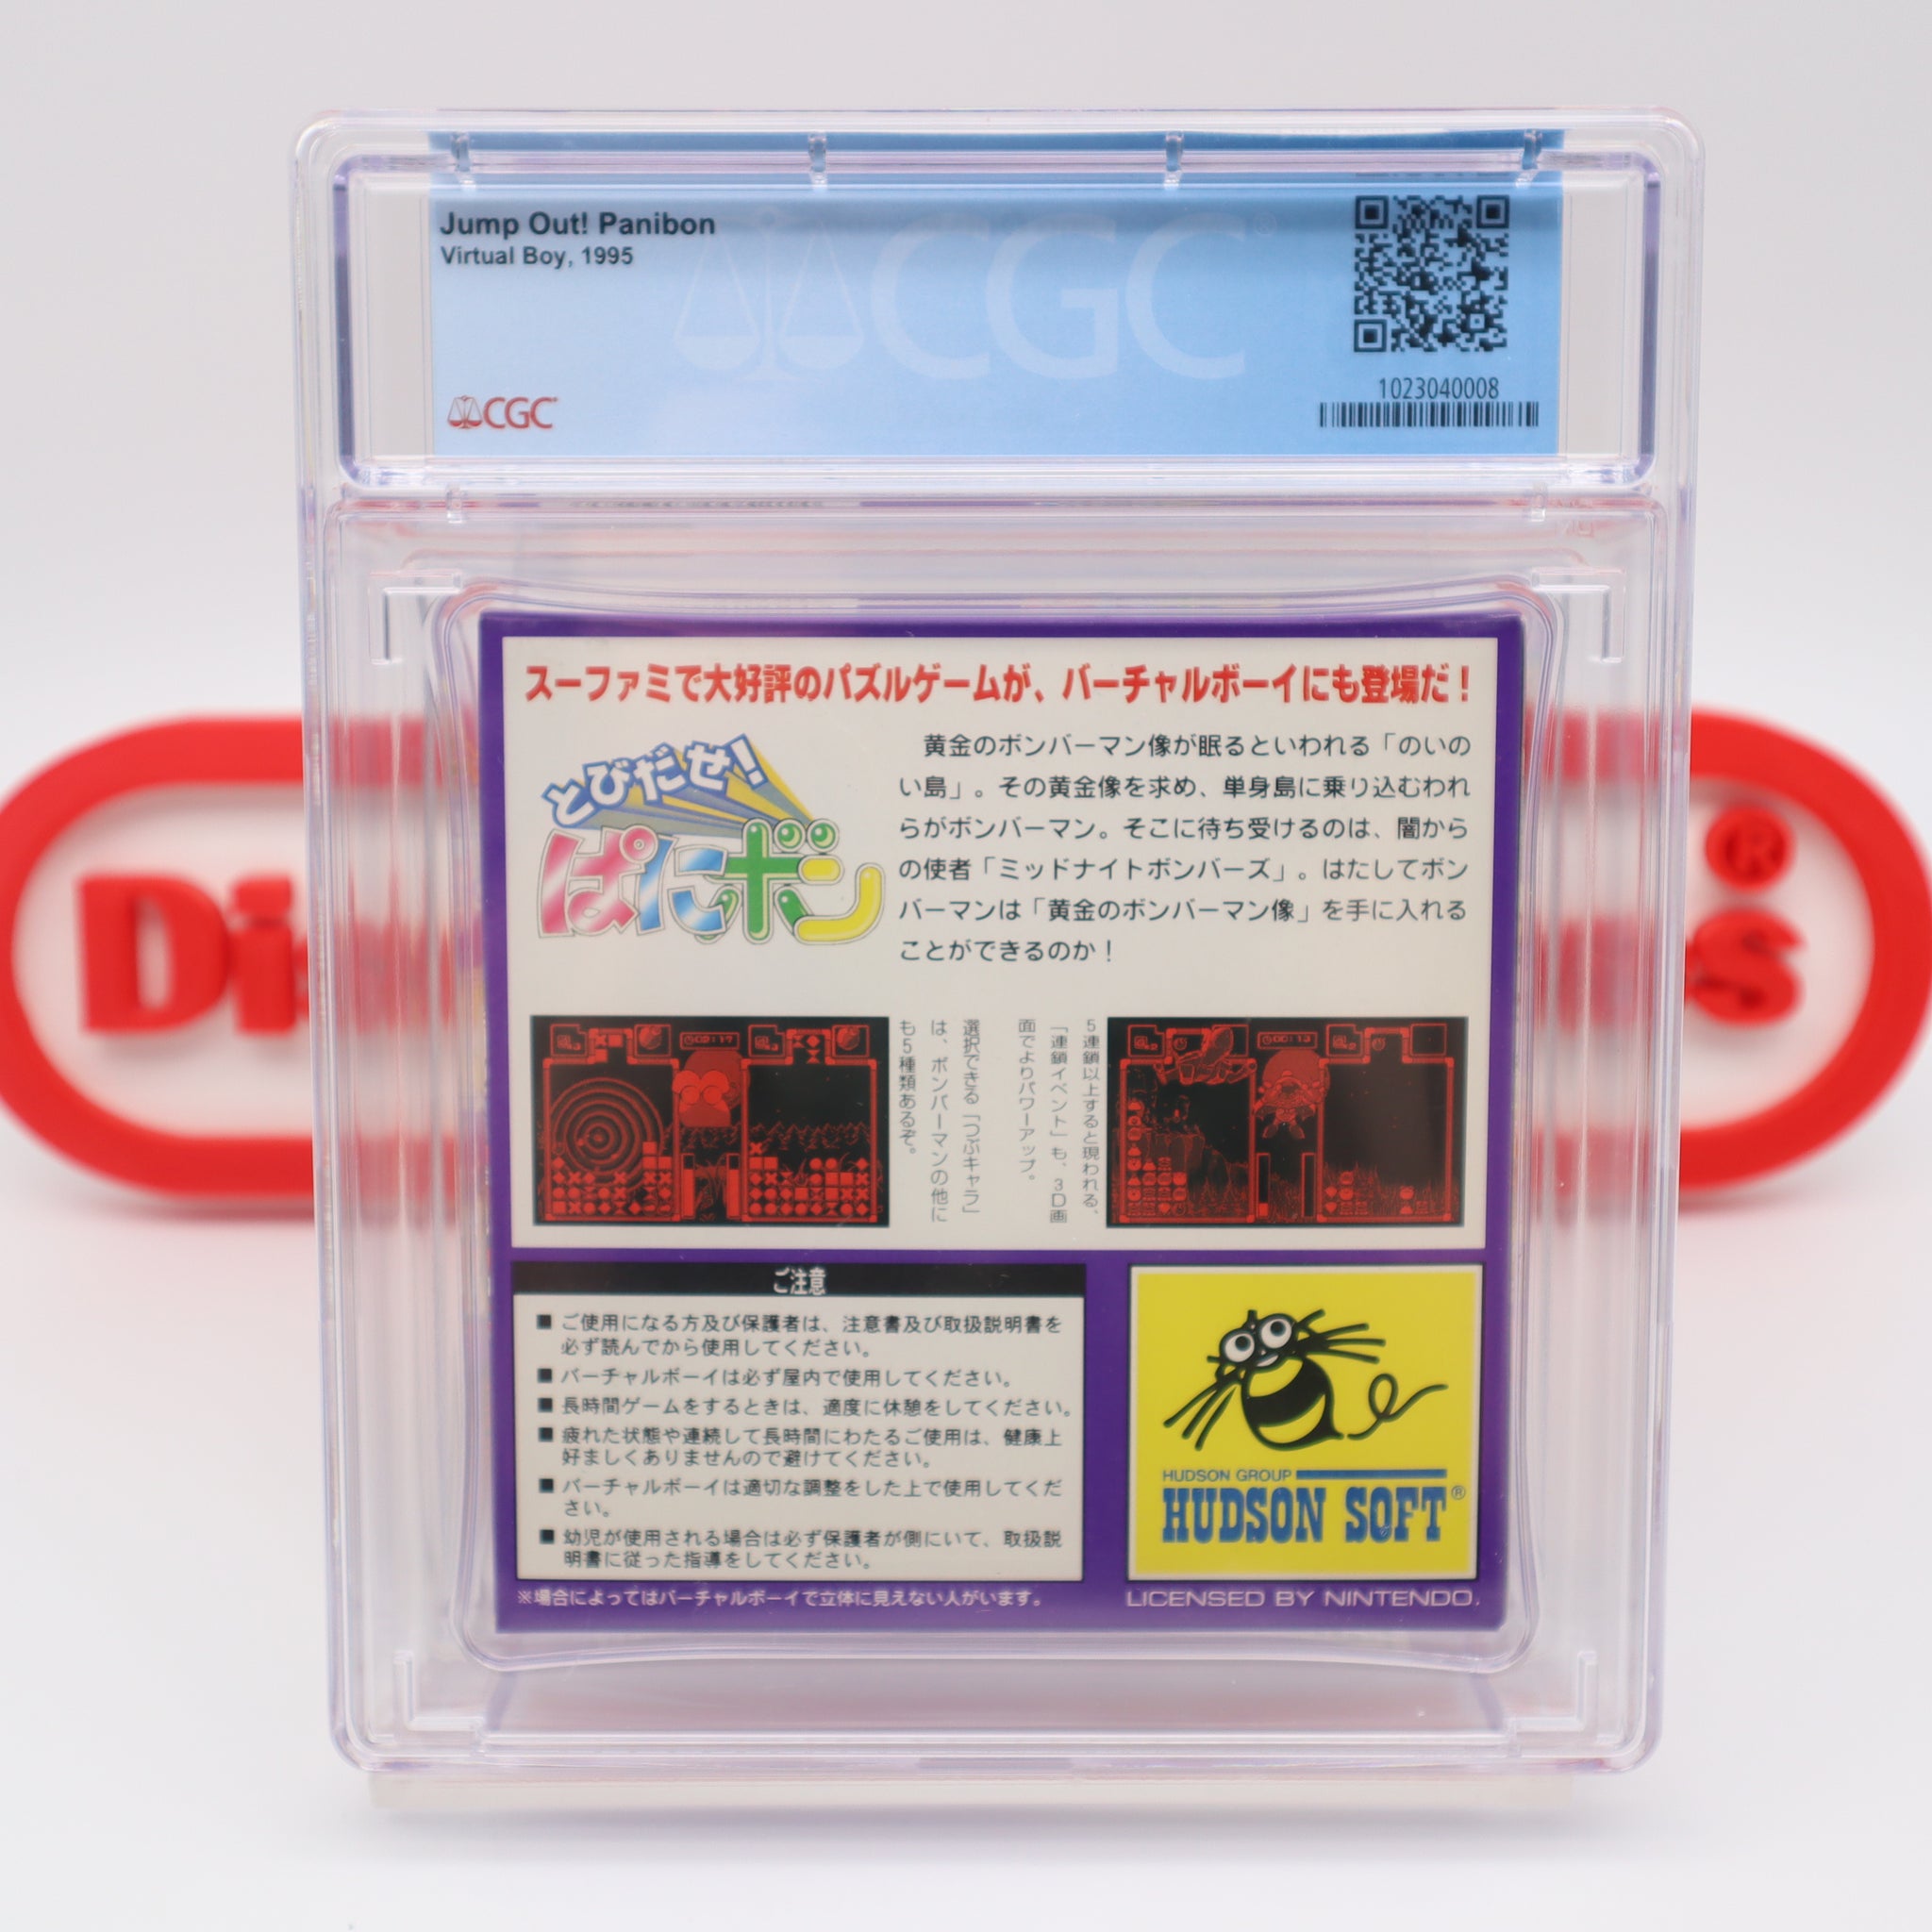 Jump Out! Panibon
Virtual Boy, 1995
CGC
CGC
1023040008
スーファミで大好評のパズルゲームが、バーチャルボーイにも登場だ！
とびだせ！
ぱにボン
黄金のボンバーマン像が眠るといわれる「のいの
い島」。その黄金像を求め、単身島に乗り込むわれ
らがボンバーマン。そこに待ち受けるのは、闇から
の使者「ミッドナイトボンバーズ」。はたしてボン
バーマンは「黄金のボンバーマン像」を手に入れる
ことができるのか！
選択できる「つぶキャラ」
は、ボンバーマンの他に
も5種類あるぞ。
5連鎖以上すると現われる、
「連鎖イベント」も、3D画
面でよりパワーアップ。
ご注意
■ ご使用になる方及び保護者は、注意書及び取扱説明書を
必ず読んでから使用してください。
■ バーチャルボーイは必ず屋内で使用してください。
■ 長時間ゲームをするときは、適度に休憩をしてください。
■ 疲れた状態や連続して長時間にわたるご使用は、健康上
好ましくありませんので避けてください。
■ バーチャルボーイは適切な調整をした上で使用してくだ
さい。
■ 幼児が使用される場合は必ず保護者が側にいて、取扱説
明書に従った指導をしてください。
※場合によってはバーチャルボーイで立体に見えない人がいます。
HUDSON GROUP
HUDSON SOFT®
LICENSED BY NINTENDO